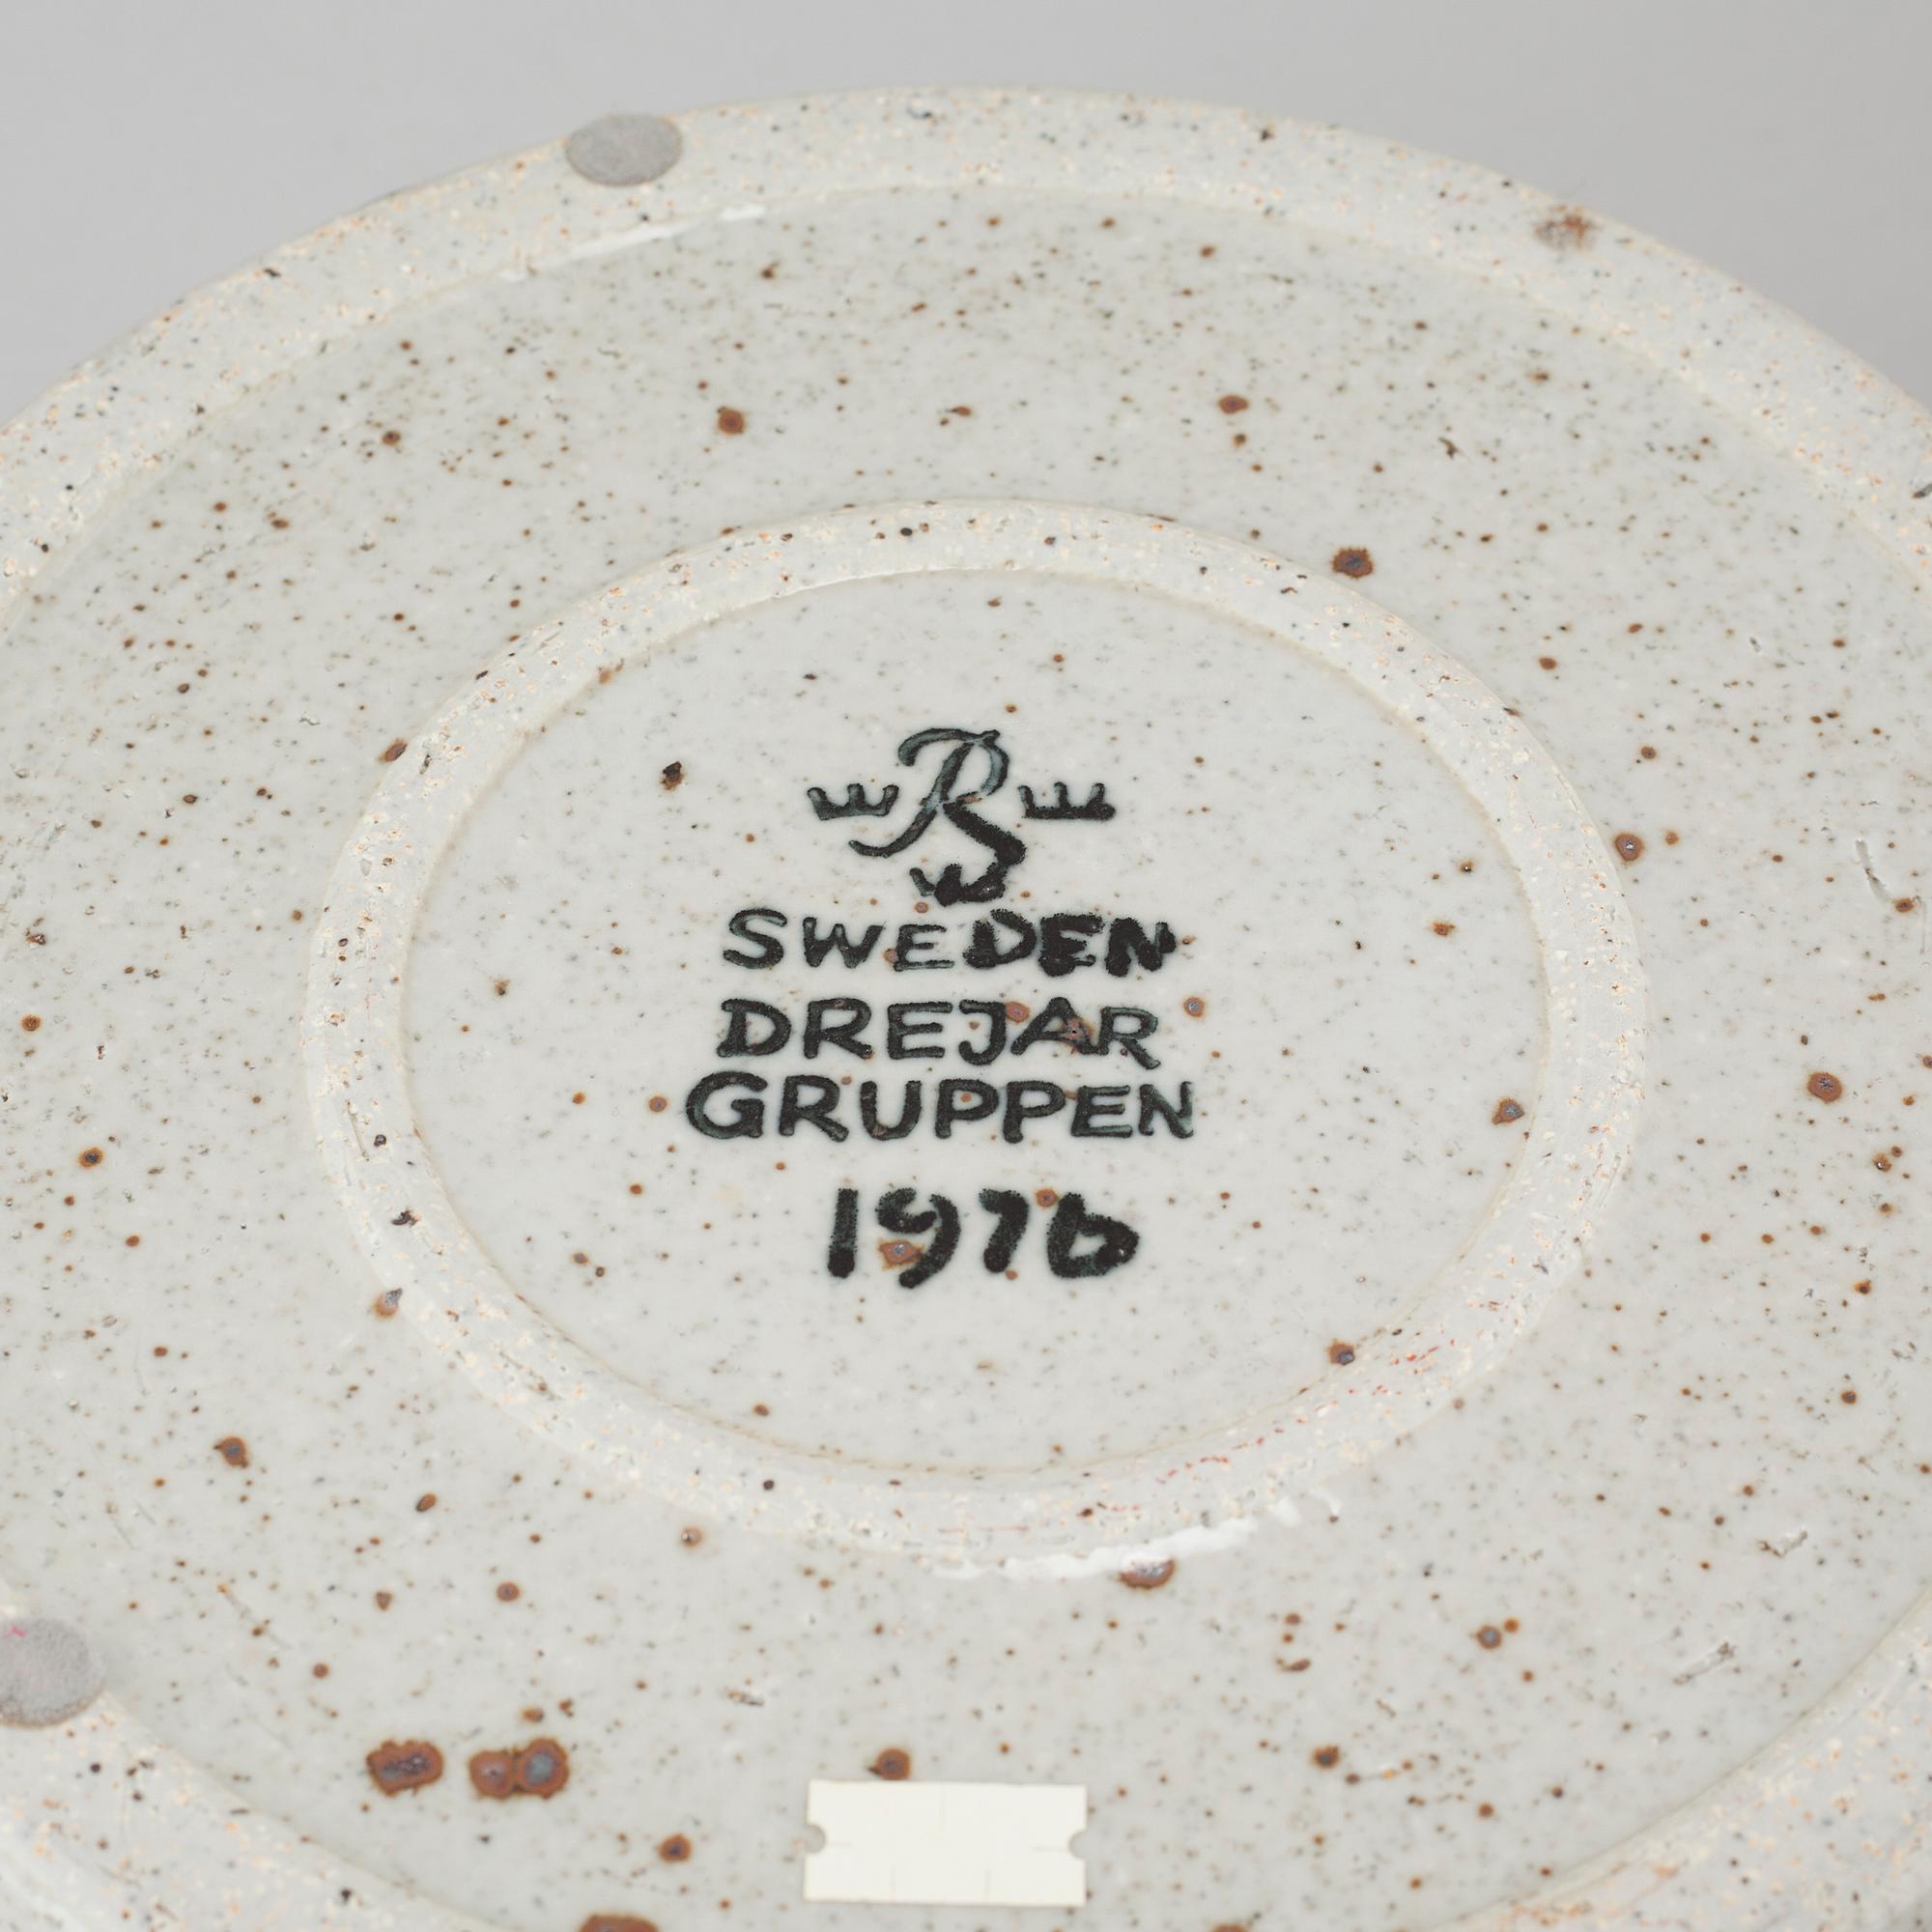 R
SWEDEN
DREJAR
GRUPPEN
1976